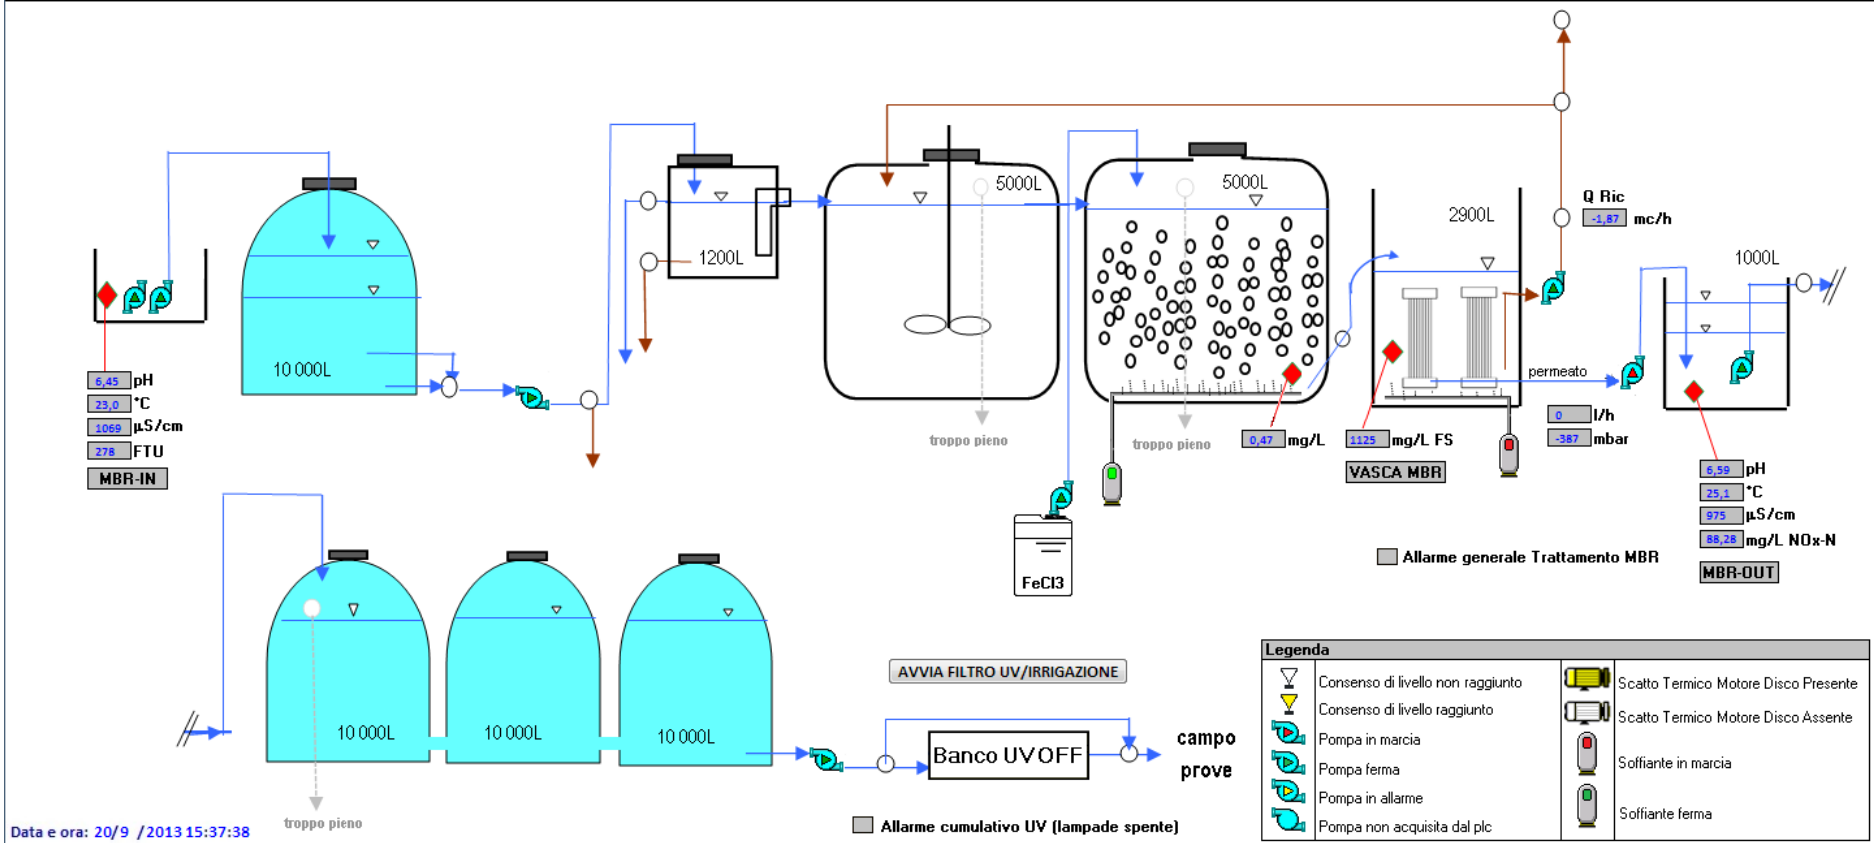 5000L
5000L
2900L
Q Ric
-1,87 mc/h
1200L
1000L
10 000L
permeato
6,45 pH
23,0 °C
1069 µS/cm
278 FTU
MBR-IN
troppo pieno
troppo pieno
0,47 mg/L
1125 mg/L FS
VASCA MBR
0 l/h
-387 mbar
6,59 pH
25,1 °C
975 µS/cm
88,28 mg/L NOx-N
MBR-OUT
FeCl3
Allarme generale Trattamento MBR
10 000L
10 000L
10 000L
troppo pieno
AVVIA FILTRO UV/IRRIGAZIONE
Banco UV OFF
campo
prove
Allarme cumulativo UV (lampade spente)
Data e ora: 20/9 /2013 15:37:38
Legenda
Consenso di livello non raggiunto
Consenso di livello raggiunto
Pompa in marcia
Pompa ferma
Pompa in allarme
Pompa non acquisita dal plc
Scatto Termico Motore Disco Presente
Scatto Termico Motore Disco Assente
Soffiante in marcia
Soffiante ferma